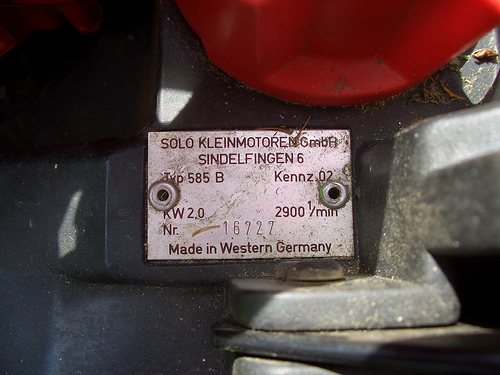 SOLO KLEINMOTOREN GmbH
SINDELFINGEN 6
Typ 585 B Kennz. 02
KW 2,0 2900 1/min
Nr. 16727
Made in Western Germany